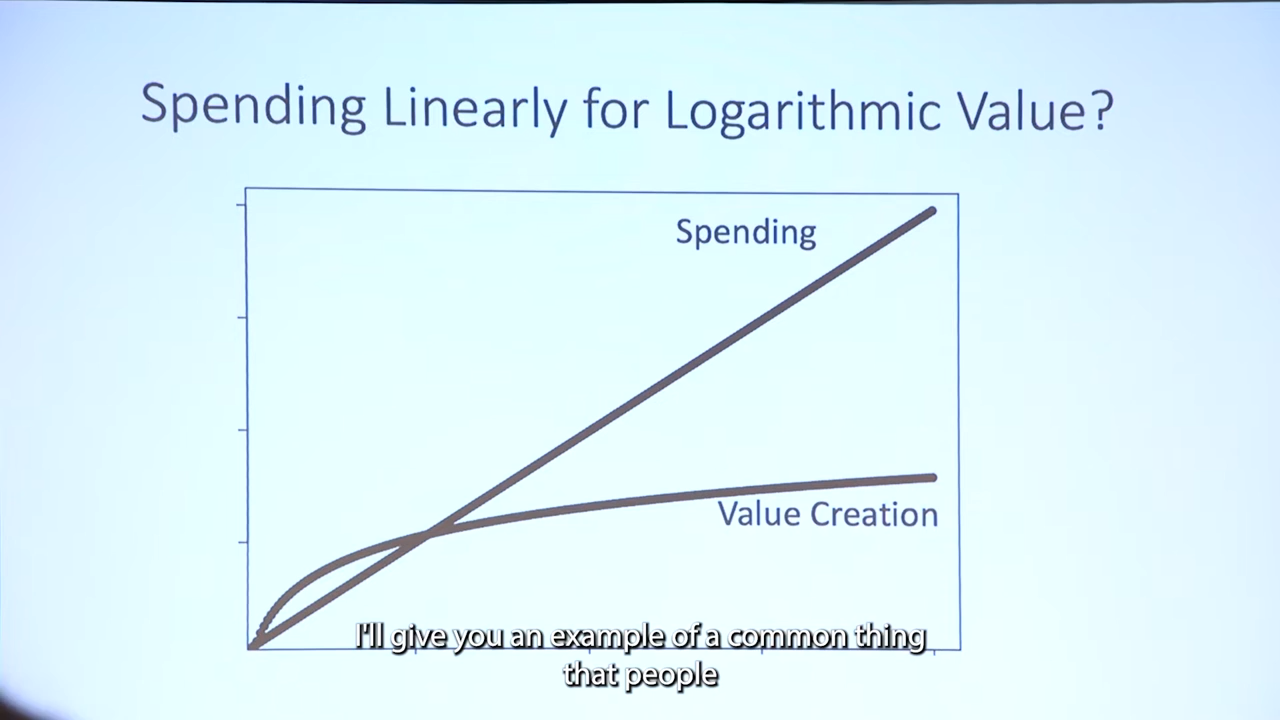 Spending Linearly for Logarithmic Value?
Spending
Value Creation
I'll give you an example of a common thing
that people